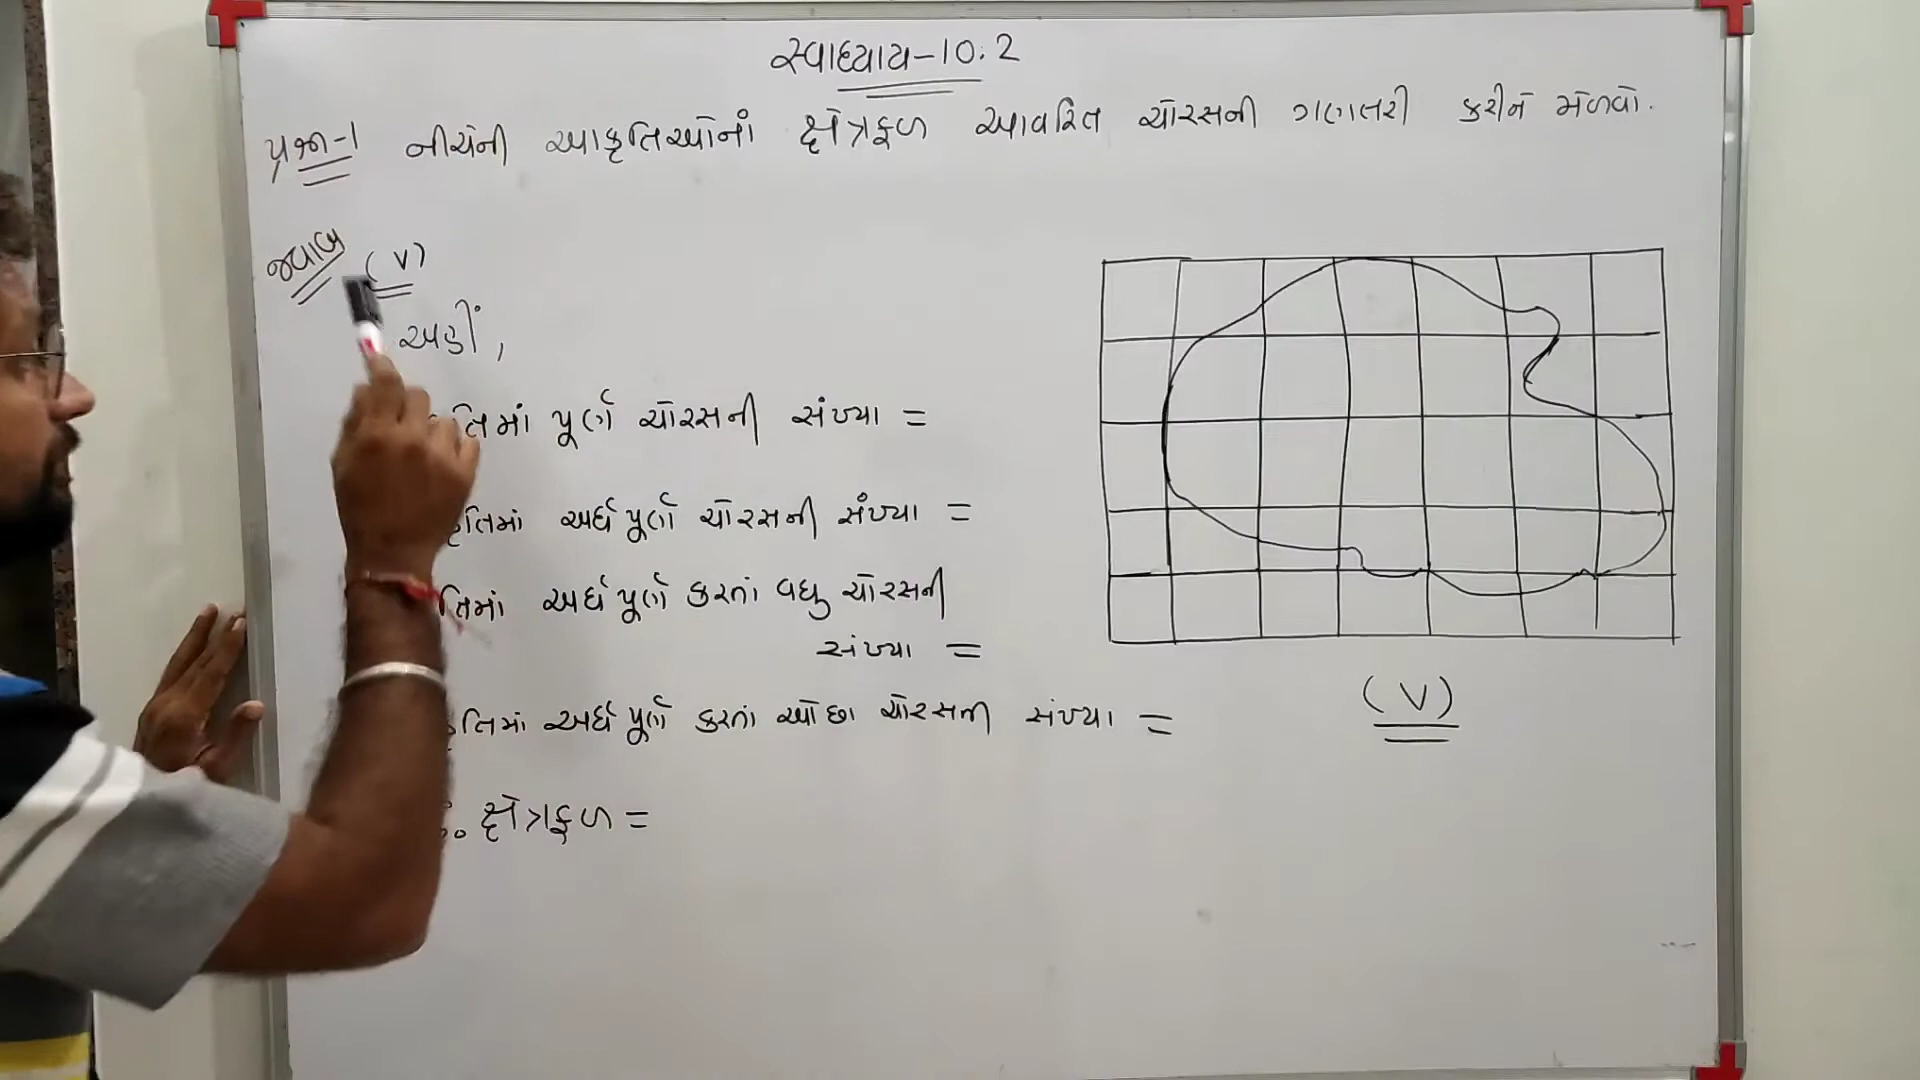 સ્વાધ્યાય-10.2
પ્રશ્ન-1 નીચેની આકૃતિઓનાં ક્ષેત્રફળ આવરિત ચોરસની ગણતરી કરીને મેળવો.
જવાબ (v)
અહીં,
તિમાં પૂર્ણ ચોરસની સંખ્યા =
કૃતિમાં અર્ધ પૂર્ણ ચોરસની સંખ્યા =
તિમાં અર્ધ પૂર્ણ કરતાં વધુ ચોરસની
સંખ્યા =
કૃતિમાં અર્ધ પૂર્ણ કરતાં ઓછા ચોરસની સંખ્યા =
ક્ષેત્રફળ =
(v)